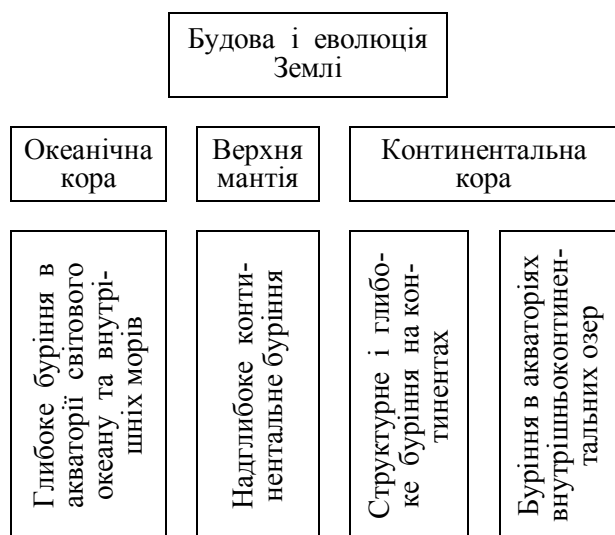 Будова і еволюція
Землі
Океанічна
кора
Верхня
мантія
Континентальна
кора
Глибоке буріння в
акваторії світового
океану та внутрі-
шніх морів
Надглибоке конти-
нентальне буріння
Структурне і глибо-
ке буріння на кон-
тинентах
Буріння в акваторіях
внутрішньоконтинен-
тальних озер